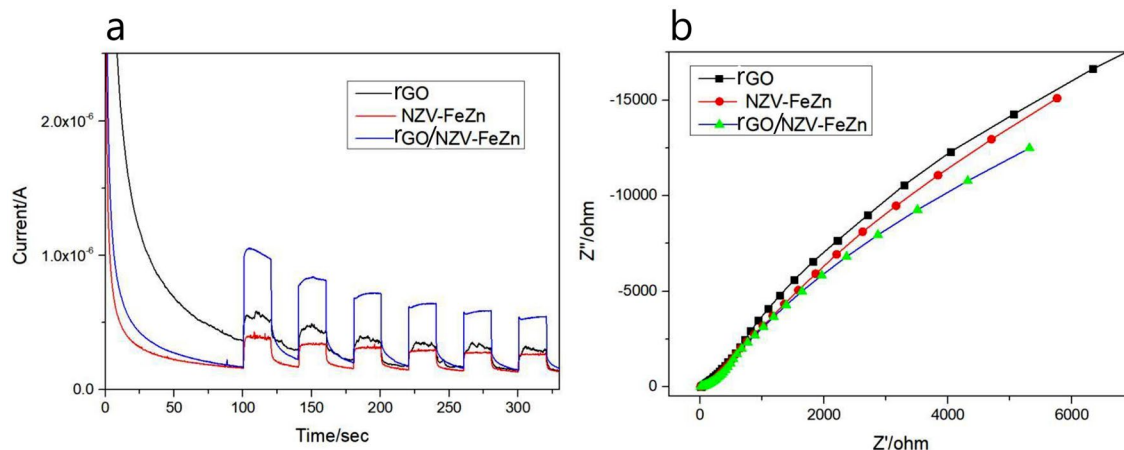 a
rGO
NZV-FeZn
rGO/NZV-FeZn
2.0x10⁻⁶
1.0x10⁻⁶
0.0
Current/A
0 50 100 150 200 250 300
Time/sec
b
rGO
NZV-FeZn
rGO/NZV-FeZn
-15000
-10000
-5000
0
Z''/ohm
0 2000 4000 6000
Z'/ohm